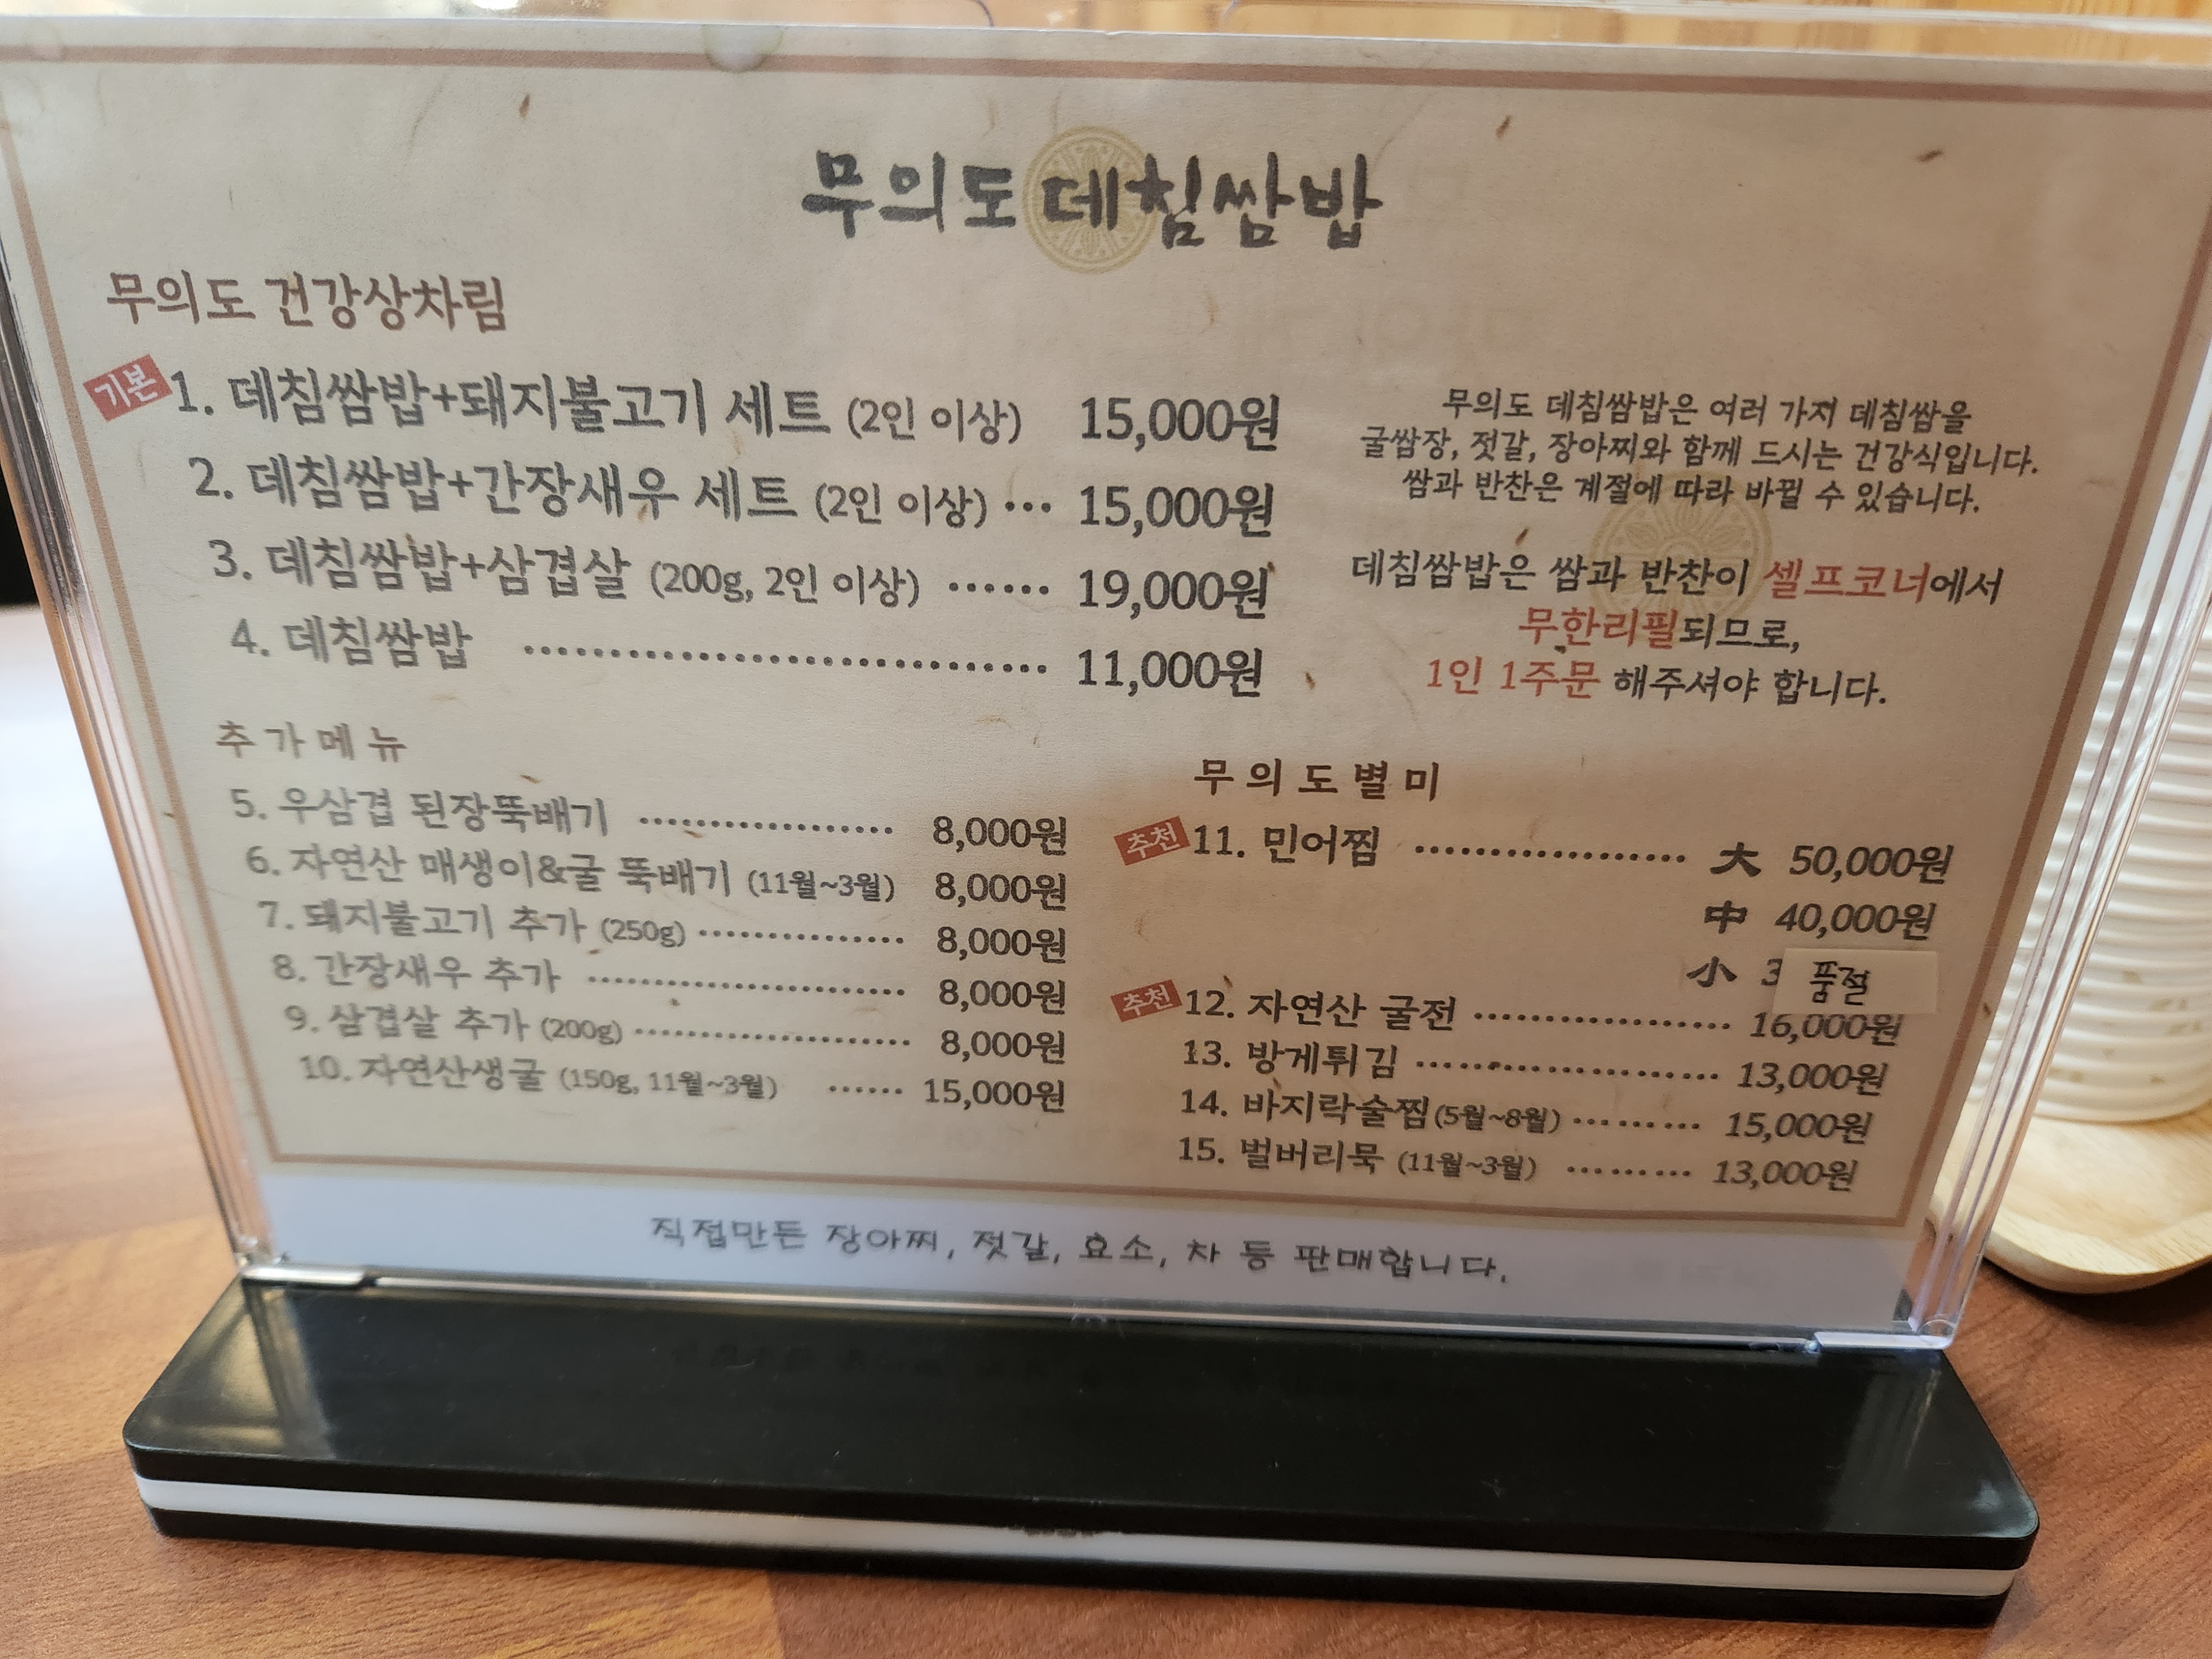 무의도 데침쌈밥
무의도 건강상차림
기본 1. 데침쌈밥+돼지불고기 세트 (2인 이상) 15,000원
2. 데침쌈밥+간장새우 세트 (2인 이상) ··· 15,000원
3. 데침쌈밥+삼겹살 (200g, 2인 이상) ······ 19,000원
4. 데침쌈밥 ······························ 11,000원
무의도 데침쌈밥은 여러 가지 데침쌈을
굴쌈장, 젓갈, 장아찌와 함께 드시는 건강식입니다.
쌈과 반찬은 계절에 따라 바뀔 수 있습니다.
데침쌈밥은 쌈과 반찬이 셀프코너에서
무한리필되므로,
1인 1주문 해주셔야 합니다.
추가메뉴
5. 우삼겹 된장뚝배기 ·················· 8,000원
6. 자연산 매생이&굴 뚝배기 (11월~3월) 8,000원
7. 돼지불고기 추가 (250g) ··············· 8,000원
8. 간장새우 추가 ······················ 8,000원
9. 삼겹살 추가 (200g) ··················· 8,000원
10. 자연산생굴 (150g, 11월~3월) ······ 15,000원
무의도별미
추천 11. 민어찜 ··················· 大 50,000원
中 40,000원
小 3 품절
추천 12. 자연산 굴전 ·················· 16,000원
13. 방게튀김 ····················· 13,000원
14. 바지락술찜(5월~8월) ········· 15,000원
15. 벌버리묵 (11월~3월) ········· 13,000원
직접만든 장아찌, 젓갈, 효소, 차 등 판매합니다.